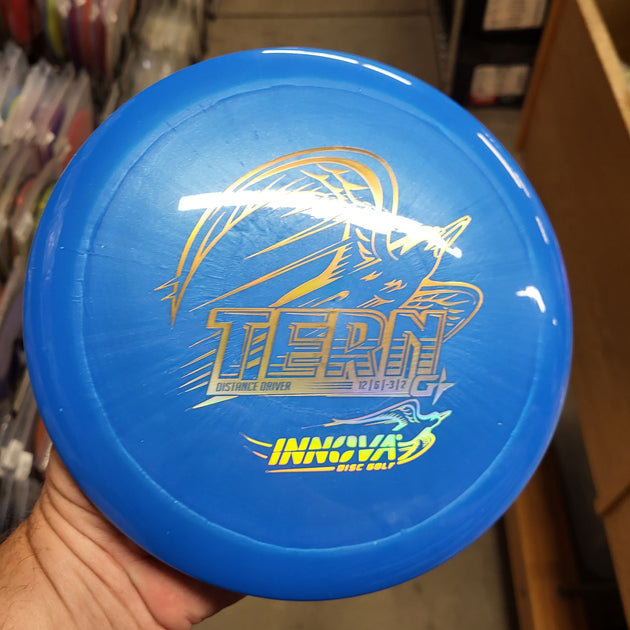 TERN
DISTANCE DRIVER 12|6|-3|2 G★
INNOVA®
DISC GOLF